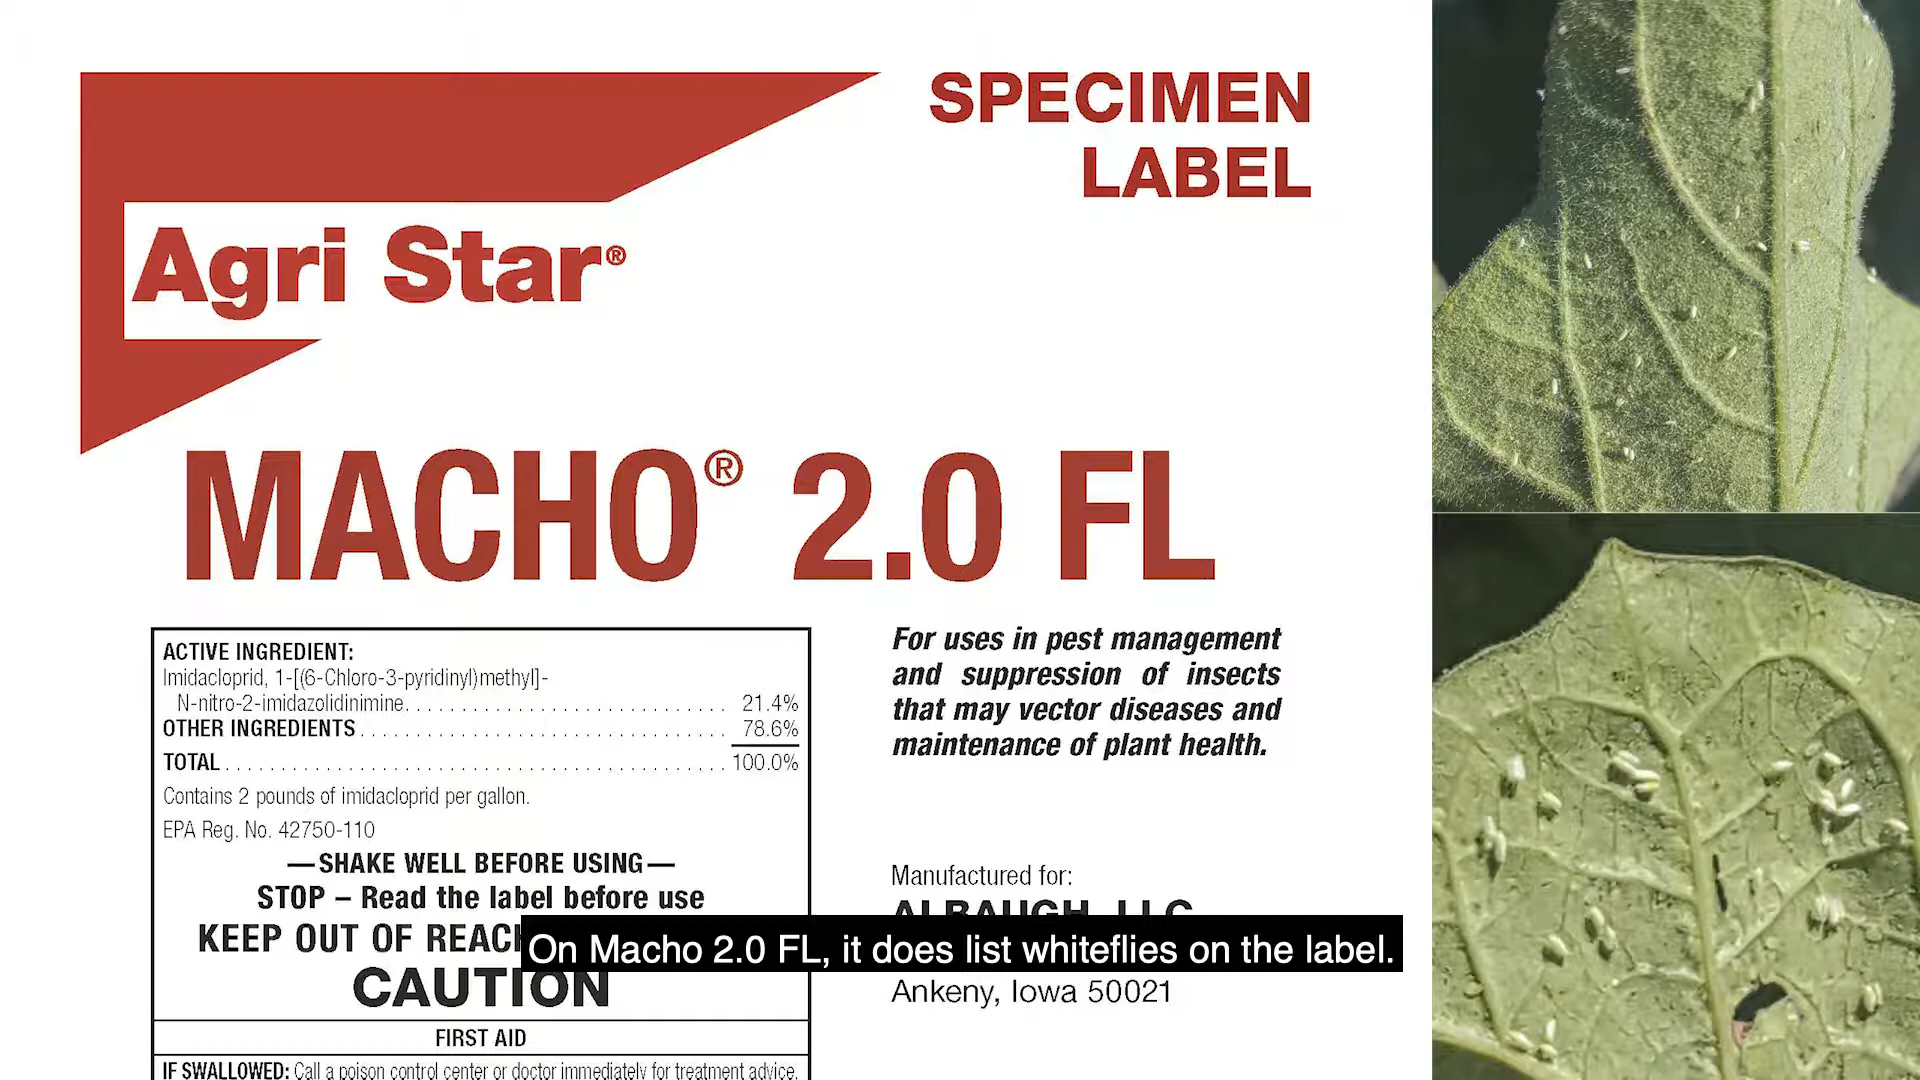 SPECIMEN
LABEL
Agri Star®
MACHO® 2.0 FL
ACTIVE INGREDIENT:
Imidacloprid, 1-[(6-Chloro-3-pyridinyl)methyl]-
N-nitro-2-imidazolidinimine. . . . . . . . . . . . . . . . . . . . . . . . . . . . . 21.4%
OTHER INGREDIENTS . . . . . . . . . . . . . . . . . . . . . . . . . . . . . . . . . 78.6%
TOTAL . . . . . . . . . . . . . . . . . . . . . . . . . . . . . . . . . . . . . . . . . . . . . 100.0%
Contains 2 pounds of imidacloprid per gallon.
EPA Reg. No. 42750-110
—SHAKE WELL BEFORE USING—
STOP – Read the label before use
KEEP OUT OF REACH
CAUTION
FIRST AID
IF SWALLOWED: Call a poison control center or doctor immediately for treatment advice.
For uses in pest management
and suppression of insects
that may vector diseases and
maintenance of plant health.
Manufactured for:
ALBAUGH, LLC
Ankeny, Iowa 50021
On Macho 2.0 FL, it does list whiteflies on the label.